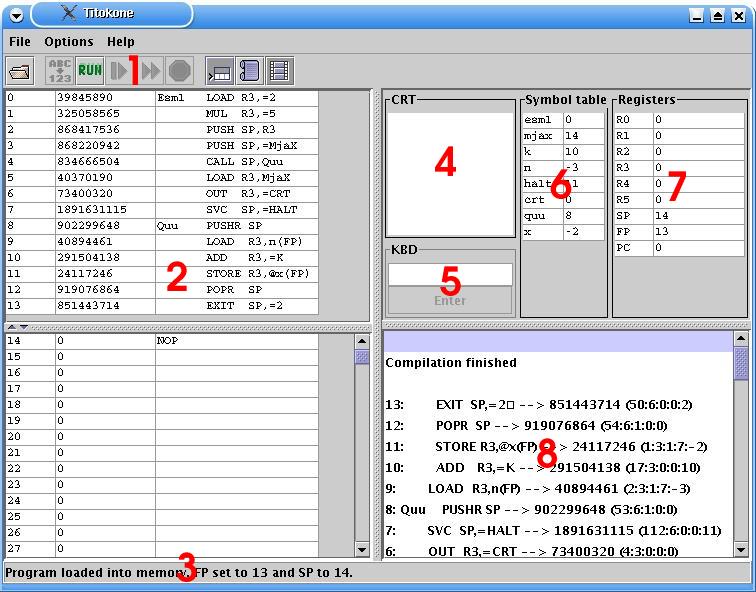 Titokone
File Options Help
ABC
123
RUN
1
0 39845890 Esml LOAD R3,=2
1 325058565 MUL R3,=5
2 868417536 PUSH SP,R3
3 868220942 PUSH SP,=MjaX
4 834666504 CALL SP,Quu
5 40370190 LOAD R3,MjaX
6 73400320 OUT R3,=CRT
7 1891631115 SVC SP,=HALT
8 902299648 Quu PUSHR SP
9 40894461 LOAD R3,n(FP)
10 291504138 ADD R3,=K
11 24117246 STORE R3,@x(FP)
12 919076864 POPR SP
13 851443714 EXIT SP,=2
2
14 0 NOP
15 0
16 0
17 0
18 0
19 0
20 0
21 0
22 0
23 0
24 0
25 0
26 0
27 0
CRT
4
KBD
5
Enter
Symbol table
esml 0
mjax 14
k 10
n -3
halt 11
crt 0
quu 8
x -2
6
Registers
R0 0
R1 0
R2 0
R3 0
R4 0
R5 0
SP 14
FP 13
PC 0
7
Compilation finished
13: EXIT SP,=2□ --> 851443714 (50:6:0:0:2)
12: POPR SP --> 919076864 (54:6:1:0:0)
11: STORE R3,@x(FP) --> 24117246 (1:3:1:7:-2)
10: ADD R3,=K --> 291504138 (17:3:0:0:10)
9: LOAD R3,n(FP) --> 40894461 (2:3:1:7:-3)
8: Quu PUSHR SP --> 902299648 (53:6:1:0:0)
7: SVC SP,=HALT --> 1891631115 (112:6:0:0:11)
6: OUT R3,=CRT --> 73400320 (4:3:0:0:0)
8
Program loaded into memory. FP set to 13 and SP to 14.
3